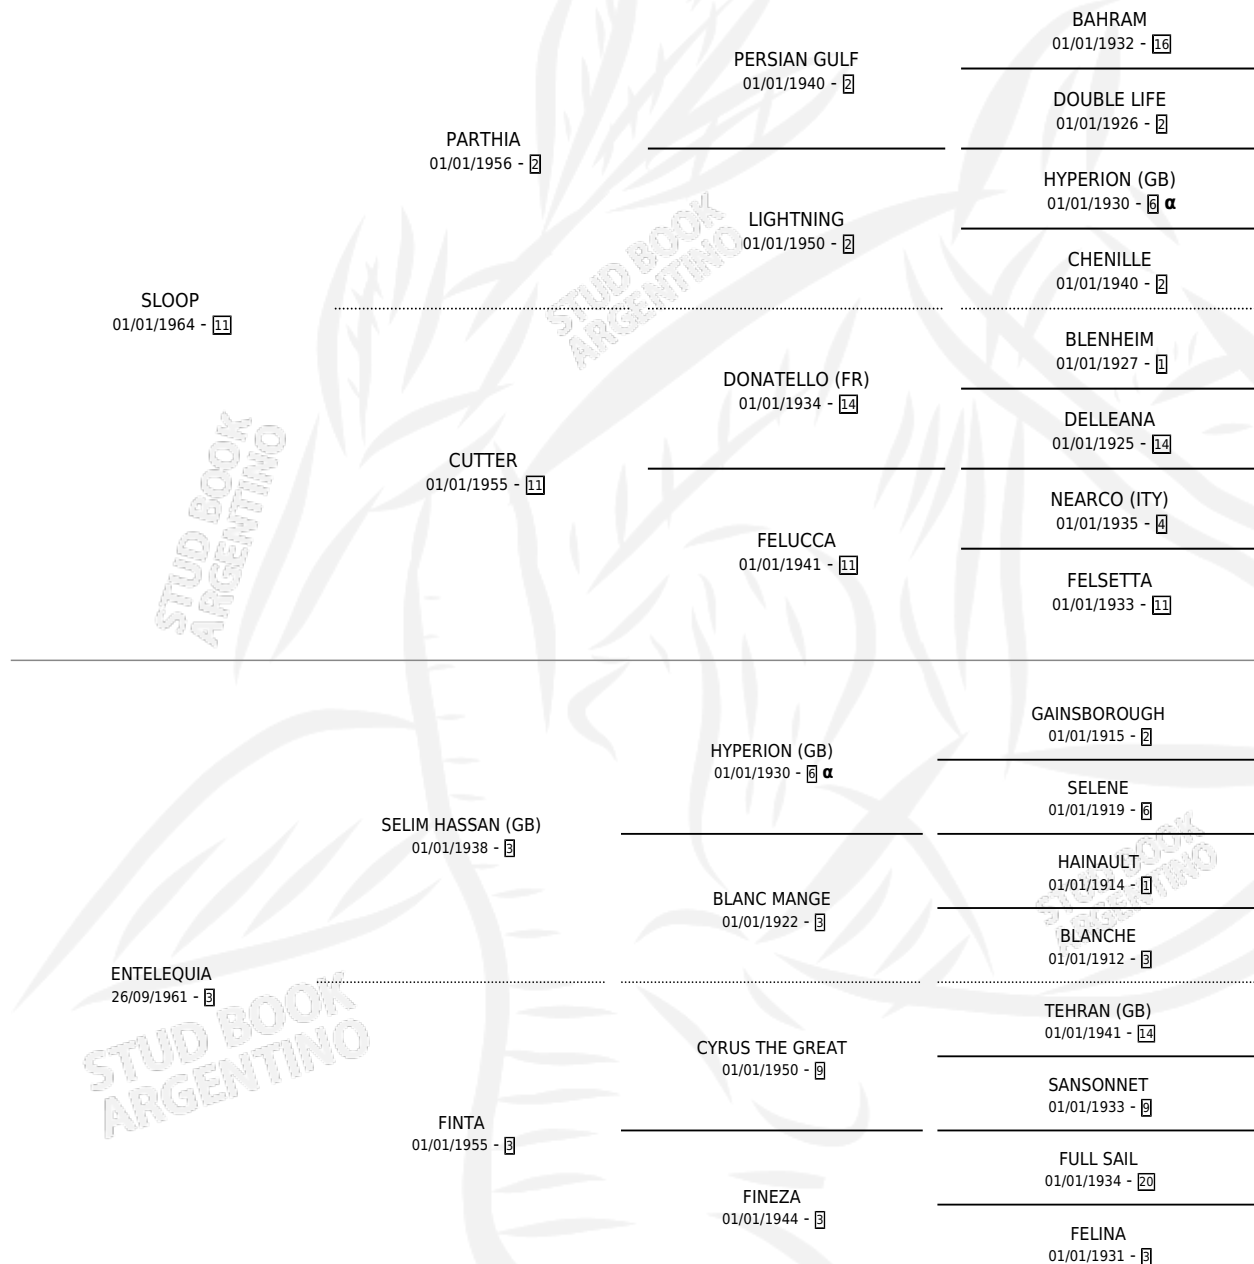 BAHRAM
01/01/1932 - 16
PERSIAN GULF
01/01/1940 - 2
DOUBLE LIFE
01/01/1926 - 2
PARTHIA
01/01/1956 - 2
HYPERION (GB)
01/01/1930 - 6 α
LIGHTNING
01/01/1950 - 2
CHENILLE
01/01/1940 - 2
SLOOP
01/01/1964 - 11
BLENHEIM
01/01/1927 - 1
DONATELLO (FR)
01/01/1934 - 14
DELLEANA
01/01/1925 - 14
CUTTER
01/01/1955 - 11
NEARCO (ITY)
01/01/1935 - 4
FELUCCA
01/01/1941 - 11
FELSETTA
01/01/1933 - 11
GAINSBOROUGH
01/01/1915 - 2
HYPERION (GB)
01/01/1930 - 6 α
SELENE
01/01/1919 - 6
SELIM HASSAN (GB)
01/01/1938 - 3
HAINAULT
01/01/1914 - 1
BLANC MANGE
01/01/1922 - 3
BLANCHE
01/01/1912 - 3
ENTELEQUIA
26/09/1961 - 3
TEHRAN (GB)
01/01/1941 - 14
CYRUS THE GREAT
01/01/1950 - 9
SANSONNET
01/01/1933 - 9
FINTA
01/01/1955 - 3
FULL SAIL
01/01/1934 - 20
FINEZA
01/01/1944 - 3
FELINA
01/01/1931 - 3
STUD BOOK
ARGENTINO
STUD BOOK
ARGENTINO
STUD BOOK
ARGENTINO
STUD BOOK
ARGENTINO